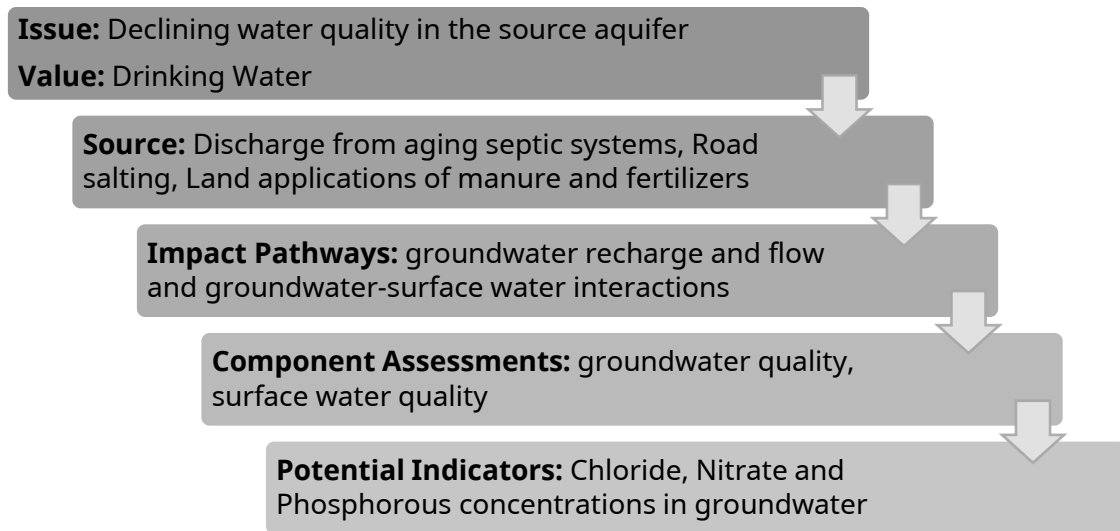 Issue: Declining water quality in the source aquifer
Value: Drinking Water
Source: Discharge from aging septic systems, Road
salting, Land applications of manure and fertilizers
Impact Pathways: groundwater recharge and flow
and groundwater-surface water interactions
Component Assessments: groundwater quality,
surface water quality
Potential Indicators: Chloride, Nitrate and
Phosphorous concentrations in groundwater